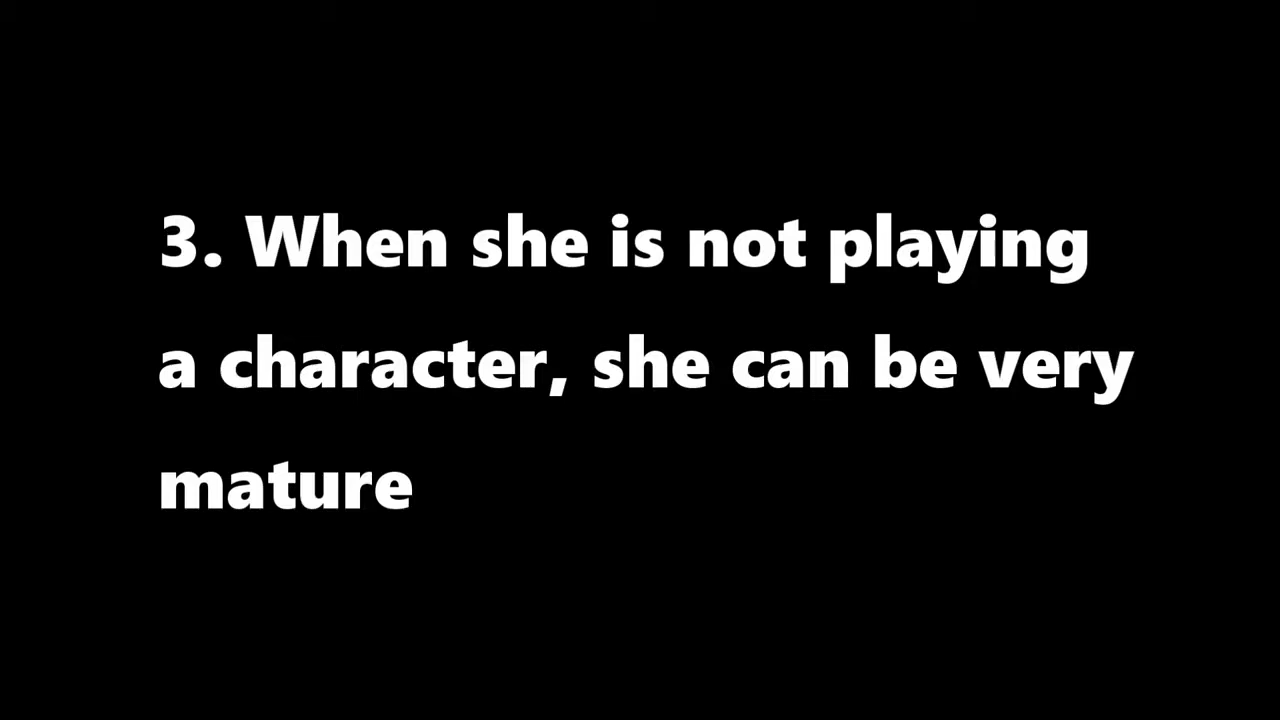 3. When she is not playing
a character, she can be very
mature